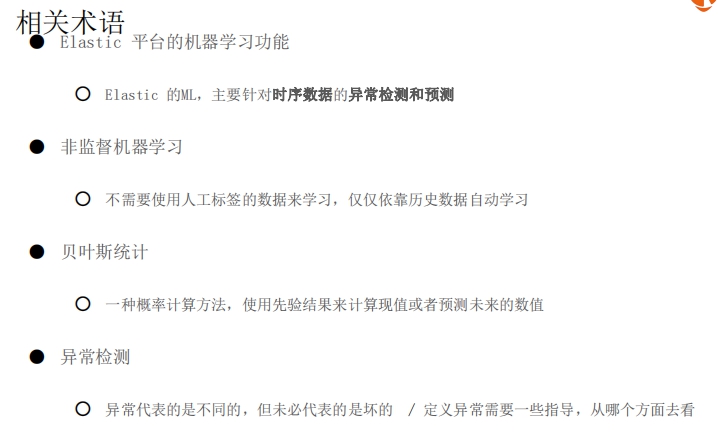 相关术语
Elastic 平台的机器学习功能
Elastic 的ML，主要针对时序数据的异常检测和预测
非监督机器学习
不需要使用人工标签的数据来学习，仅仅依靠历史数据自动学习
贝叶斯统计
一种概率计算方法，使用先验结果来计算现值或者预测未来的数值
异常检测
异常代表的是不同的，但未必代表的是坏的 / 定义异常需要一些指导，从哪个方面去看